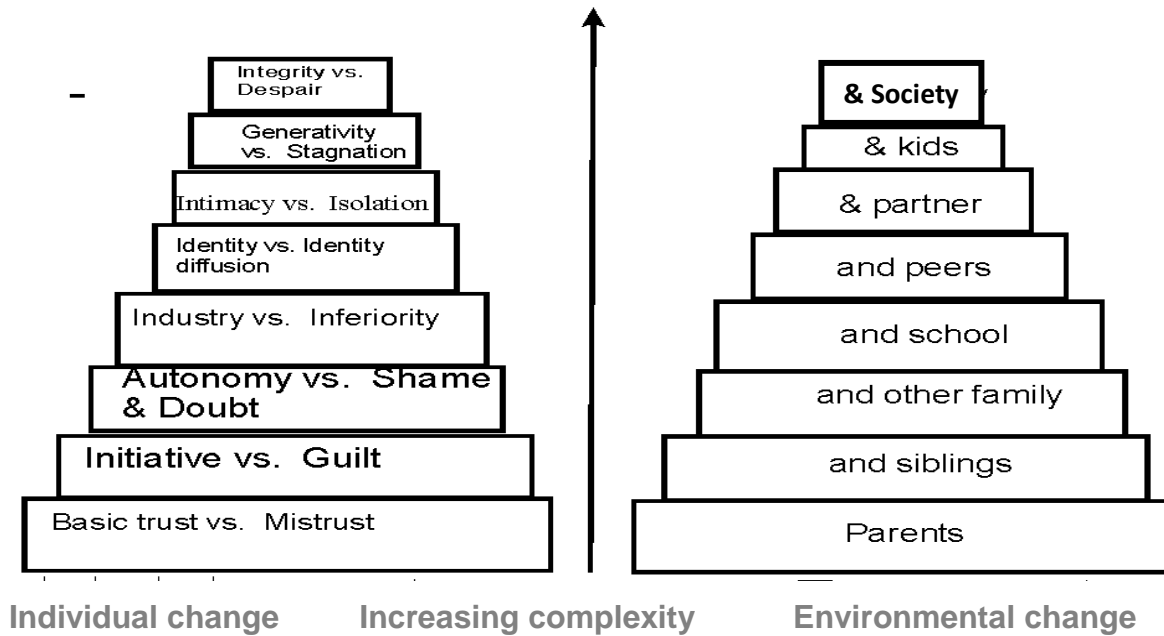 Integrity vs.
Despair
Generativity
vs. Stagnation
Intimacy vs. Isolation
Identity vs. Identity
diffusion
Industry vs. Inferiority
Autonomy vs. Shame
& Doubt
Initiative vs. Guilt
Basic trust vs. Mistrust
& Society
& kids
& partner
and peers
and school
and other family
and siblings
Parents
Individual change
Increasing complexity
Environmental change